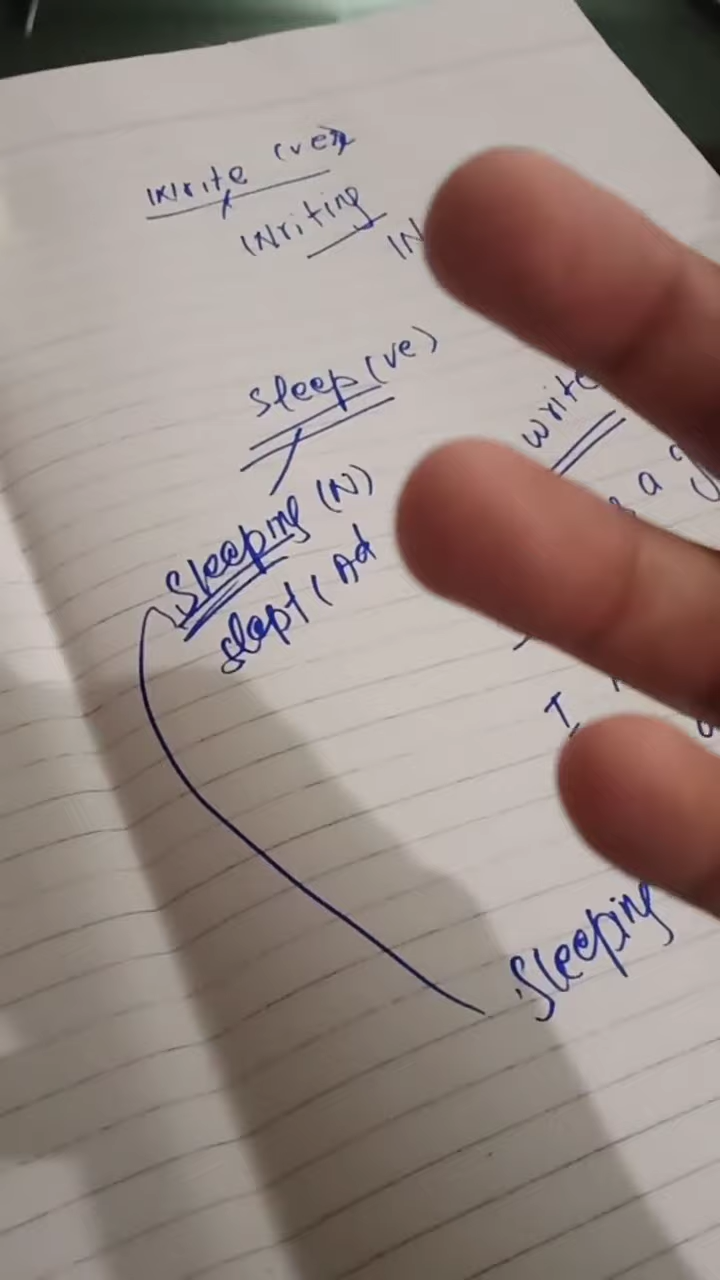 Write (ve
Writing
Sleep (ve)
write
Sleeping (N)
a
slept (Ad
I
Sleeping